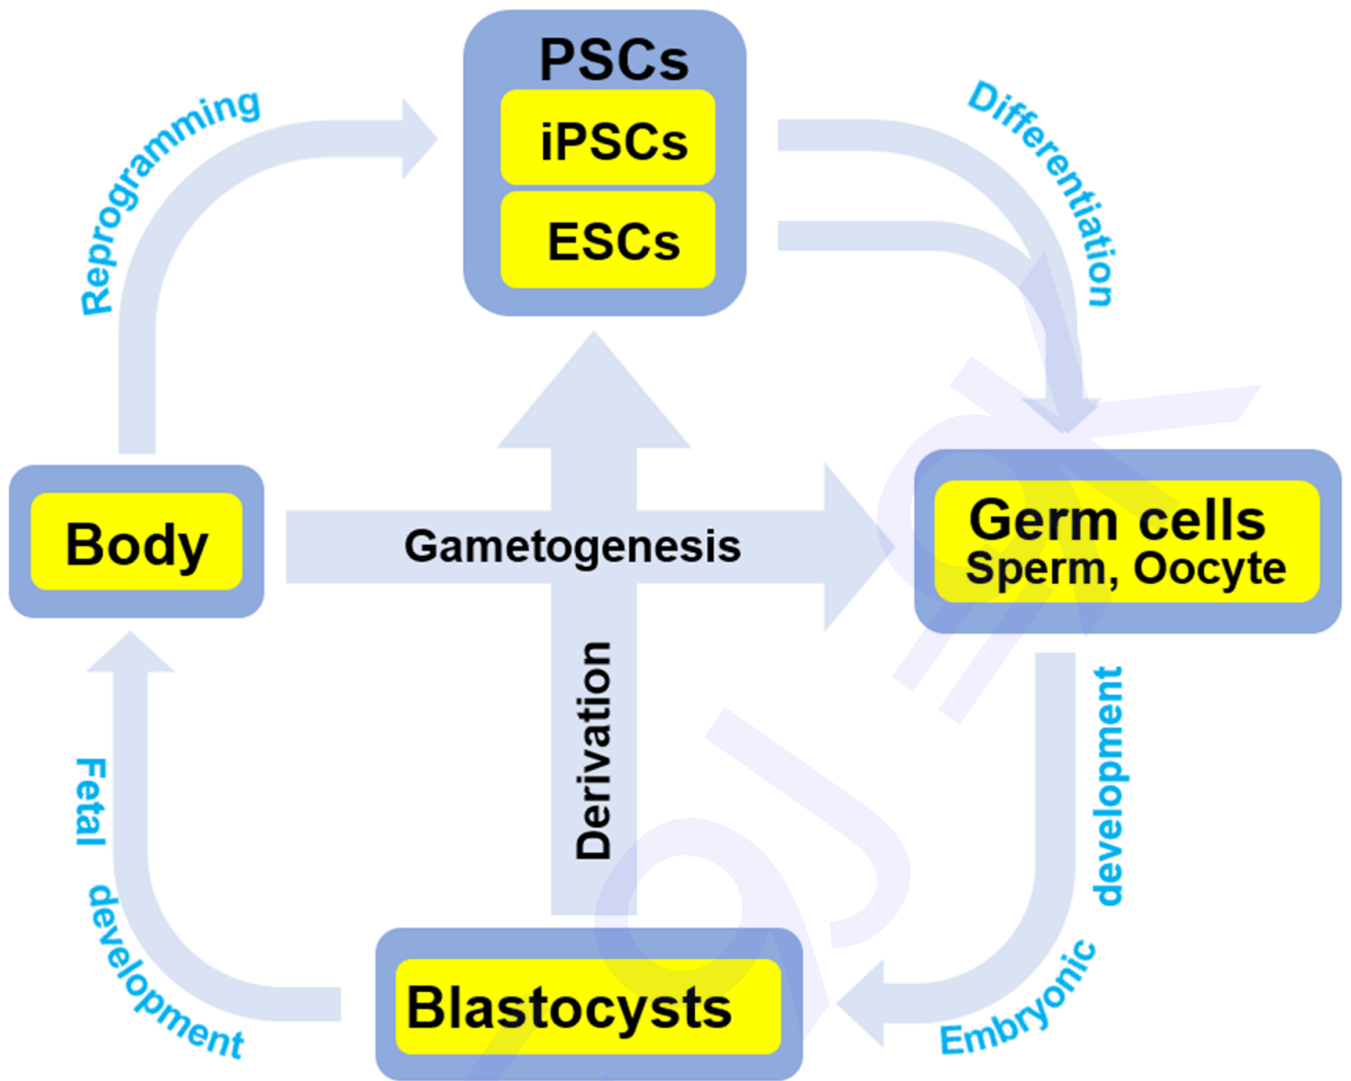 PSCs
iPSCs
ESCs
Reprogramming
Differentiation
Body
Gametogenesis
Germ cells
Sperm, Oocyte
Derivation
Fetal development
Embryonic development
Blastocysts